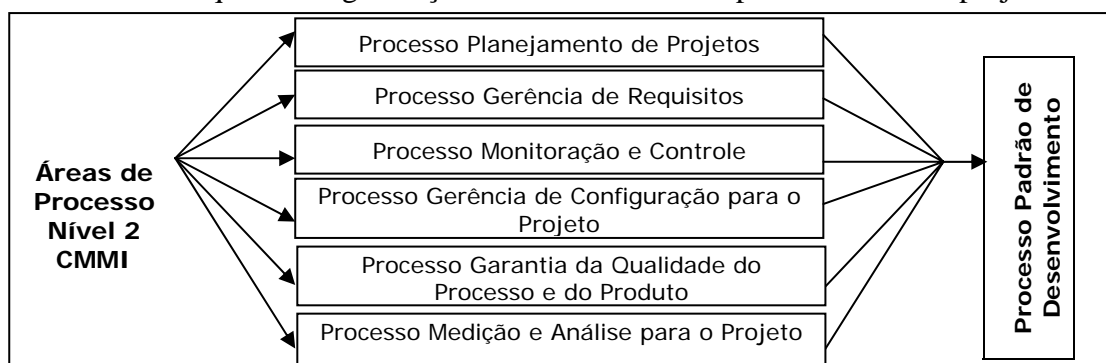 Processo Planejamento de Projetos
Processo Gerência de Requisitos
Processo Monitoração e Controle
Processo Gerência de Configuração para o
Projeto
Processo Garantia da Qualidade do
Processo e do Produto
Processo Medição e Análise para o Projeto
Áreas de
Processo
Nível 2
CMMI
Processo Padrão de
Desenvolvimento